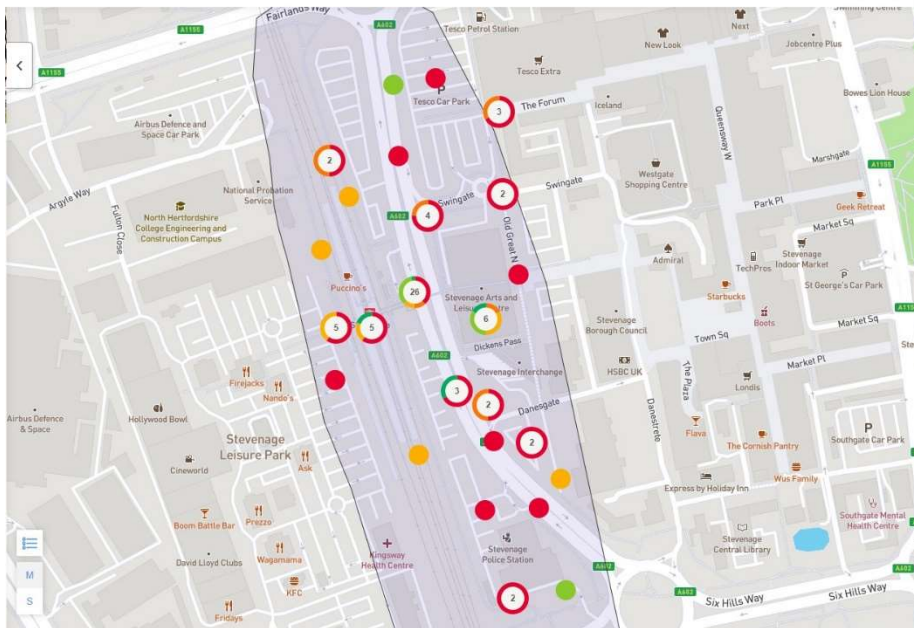 Fairlands Way
A602
A1155
Tesco Petrol Station
Next
New Look
Jobcentre Plus
A1155
Tesco Extra
P
Tesco Car Park
The Forum
Iceland
Bowes Lion House
Airbus Defence and
Space Car Park
3
Queensway W
Marshgate
2
A1155
Argyle Way
Fulton Close
National Probation
Service
Swingate
2
Swingate
Westgate
Shopping Centre
Park Pl
Geek Retreat
North Hertfordshire
College Engineering and
Construction Campus
A602
4
Old Great N
Market Sq
Admiral
TechPros
Stevenage
Indoor Market
P
St George's Car Park
Puccino's
26
Stevenage Arts and
Starbucks
5
5
6
Stevenage
Borough Council
Boots
Market Sq
Town Sq
Dickens Pass
A602
Market Pl
Stevenage Interchange
HSBC UK
The Plaza
Londis
Firejacks
Nando's
3
2
Danesgate
Danestrete
Airbus Defence
& Space
Hollywood Bowl
Flava
P
Southgate Car Park
Stevenage
Leisure Park
2
The Cornish Pantry
Cineworld
Ask
Wus Family
Express by Holiday Inn
Prezzo
Boom Battle Bar
Southgate Mental
Health Centre
Stevenage
Central Library
Stevenage
Police Station
Kingsway
Health Centre
David Lloyd Clubs
Wagamama
A602
A602
M
KFC
S
2
Six Hills Way
Six Hills Way
A602
Fridays